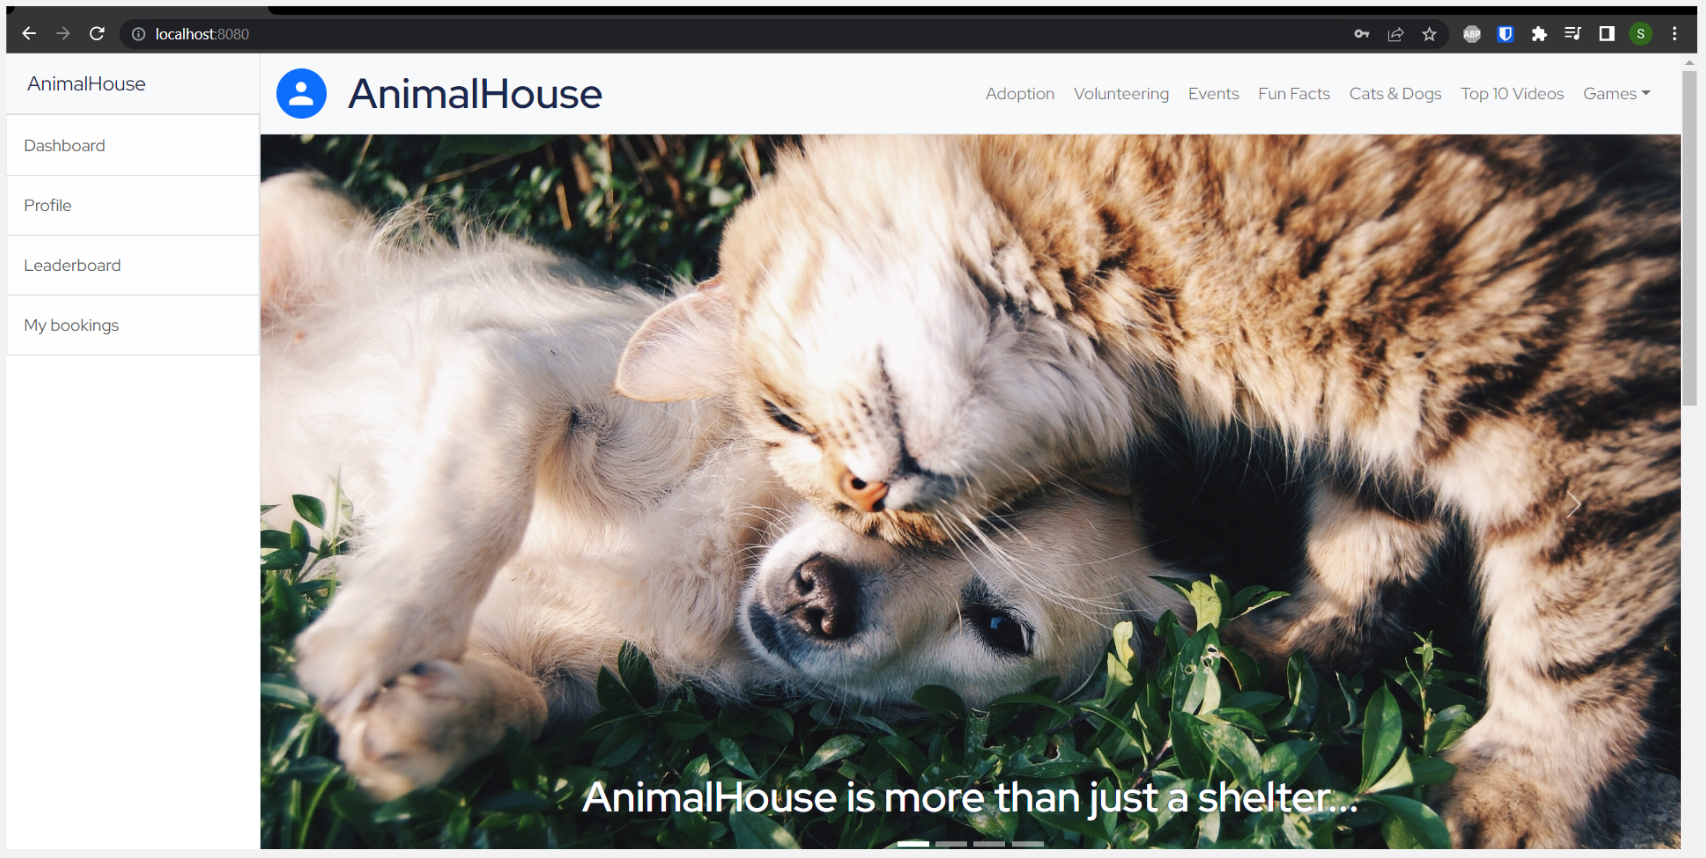 localhost:8080
ABP
S
AnimalHouse
Dashboard
Profile
Leaderboard
My bookings
AnimalHouse
Adoption Volunteering Events Fun Facts Cats & Dogs Top 10 Videos Games
AnimalHouse is more than just a shelter...